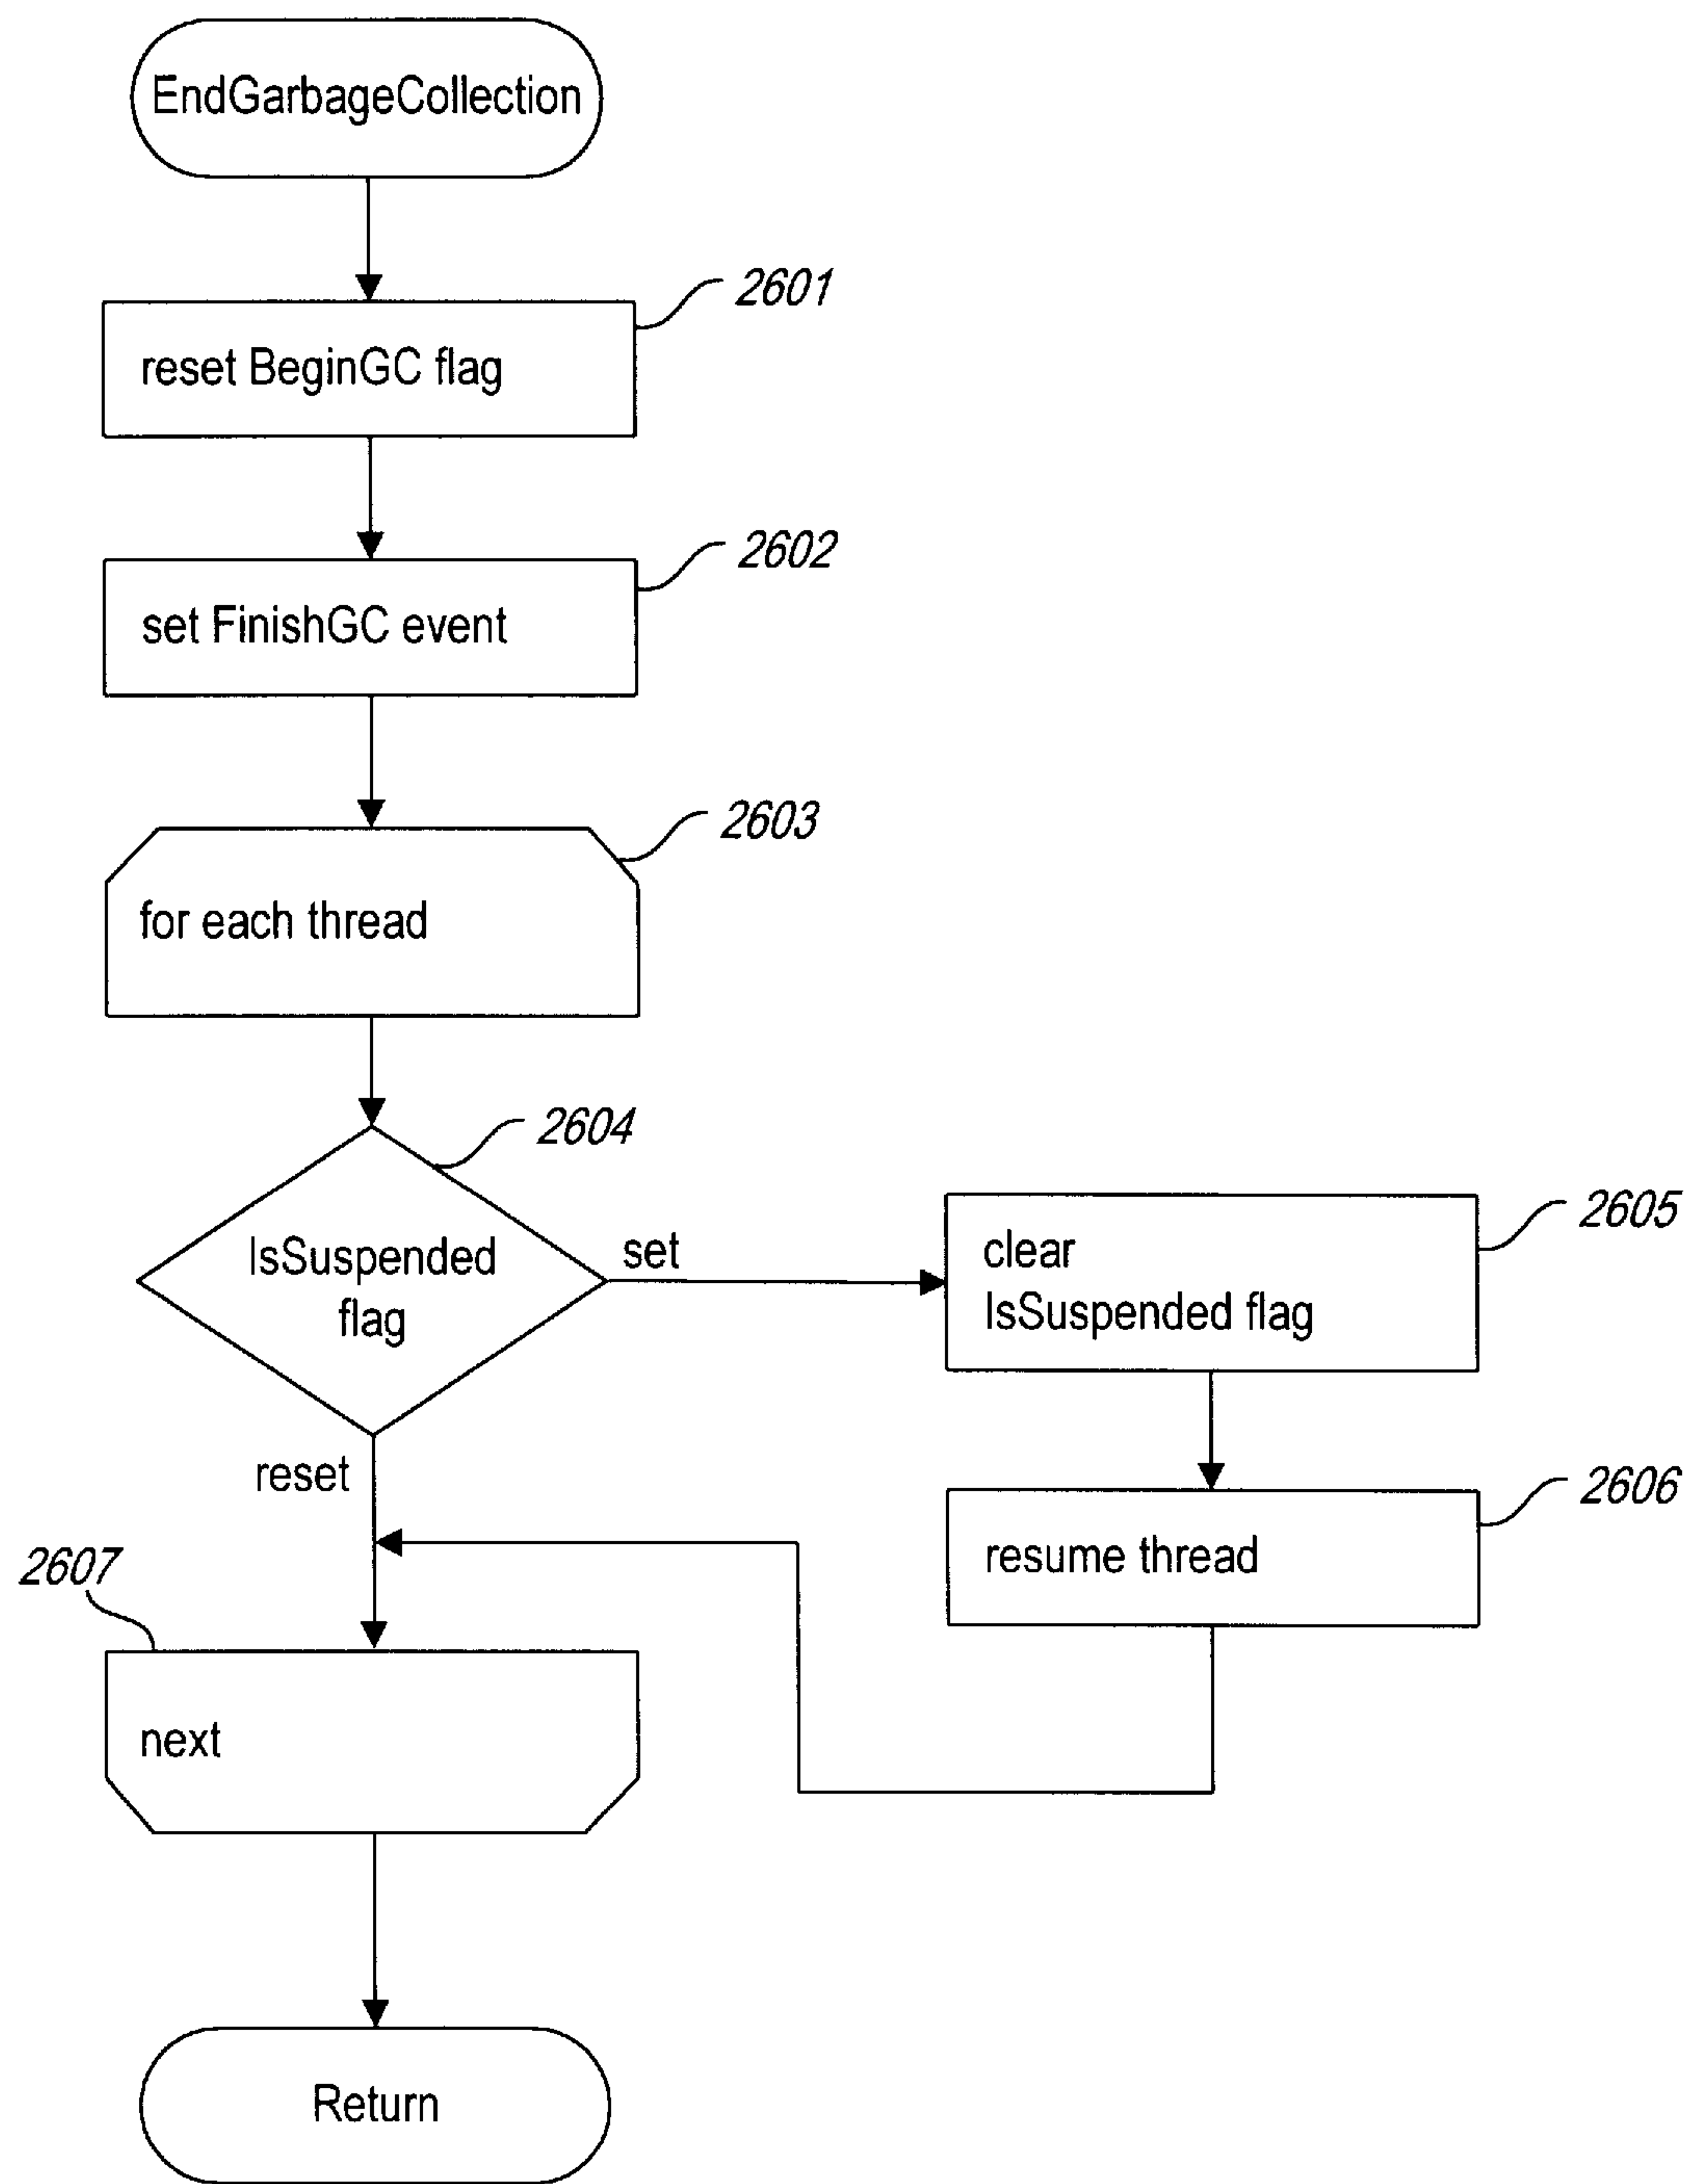 EndGarbageCollection
2601
reset BeginGC flag
2602
set FinishGC event
2603
for each thread
2604
IsSuspended
flag
set
2605
clear
IsSuspended flag
reset
2606
resume thread
2607
next
Return